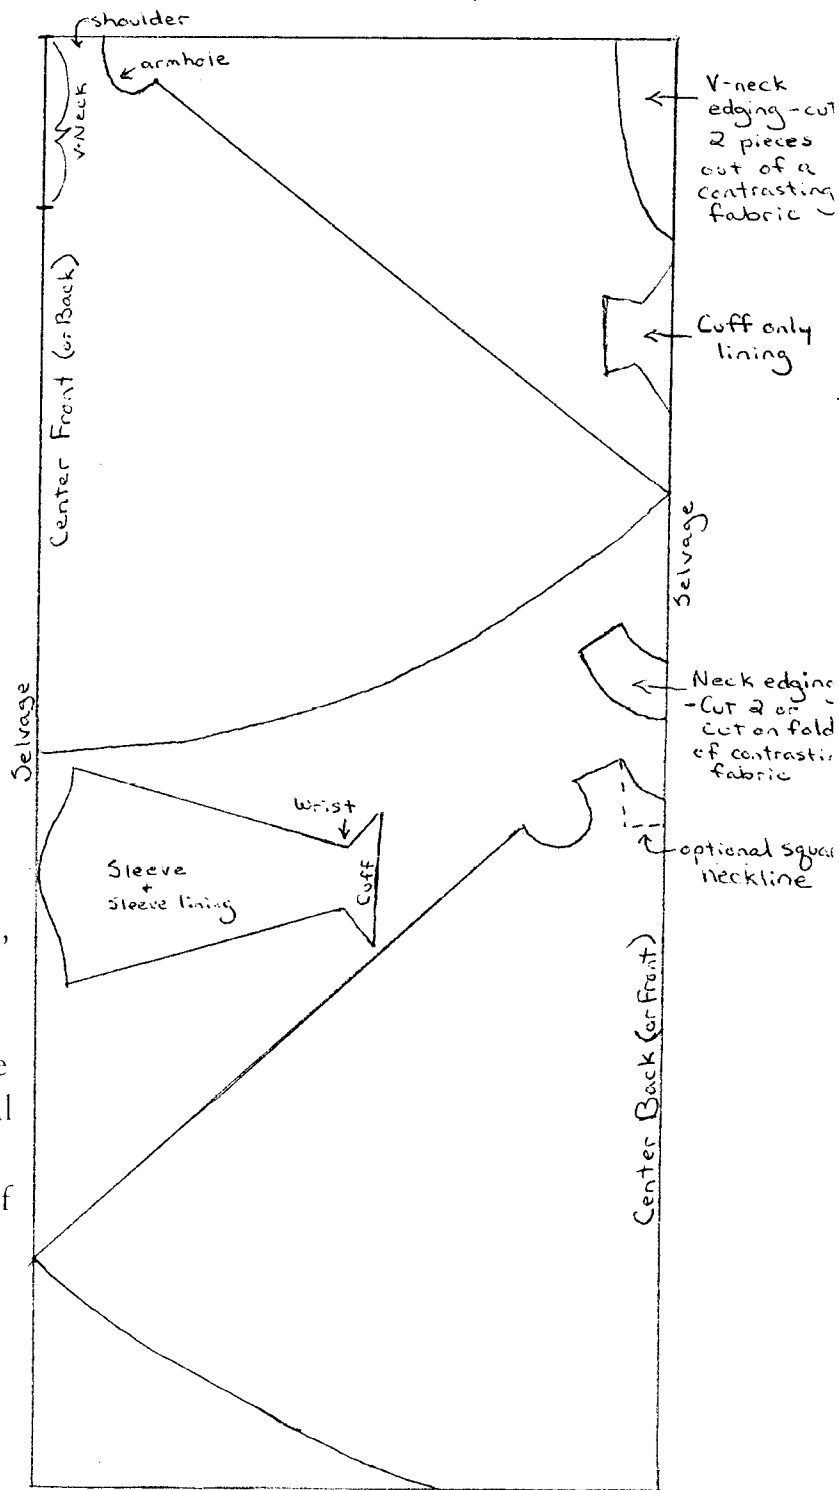 shoulder
armhole
V-Neck
V-neck
edging-cut
2 pieces
out of a
contrasting
fabric
Center Front (or Back)
Cuff only
lining
Selvage
Selvage
Neck edging
-Cut 2 or
cut on fold
of contrasti
fabric
Wrist
Sleeve
+
Sleeve lining
Cuff
optional squa
neckline
,
e
l
f
Center Back (or Front)